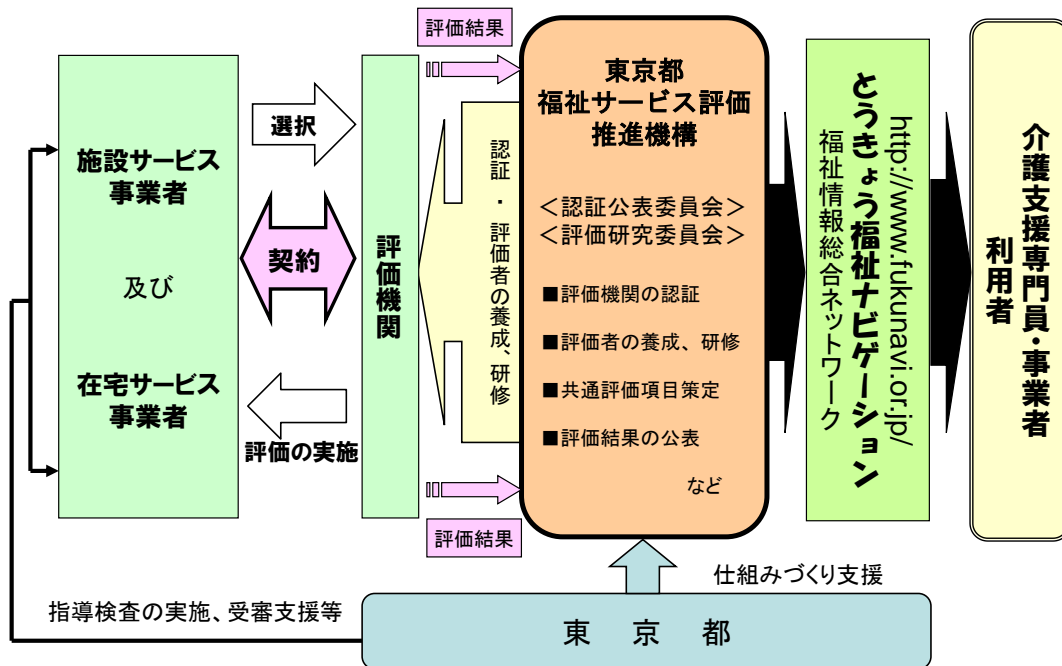 評価結果
東京都
福祉サービス評価
推進機構
<認証公表委員会>
<評価研究委員会>
■評価機関の認証
■評価者の養成、研修
■共通評価項目策定
■評価結果の公表
など
選択
施設サービス
事業者
及び
在宅サービス
事業者
契約
評価の実施
評価機関
認証・評価者の養成、研修
評価結果
http://www.fukunavi.or.jp/
とうきょう福祉ナビゲーション
福祉情報総合ネットワーク
介護支援専門員・事業者
利用者
仕組みづくり支援
指導検査の実施、受審支援等
東京都